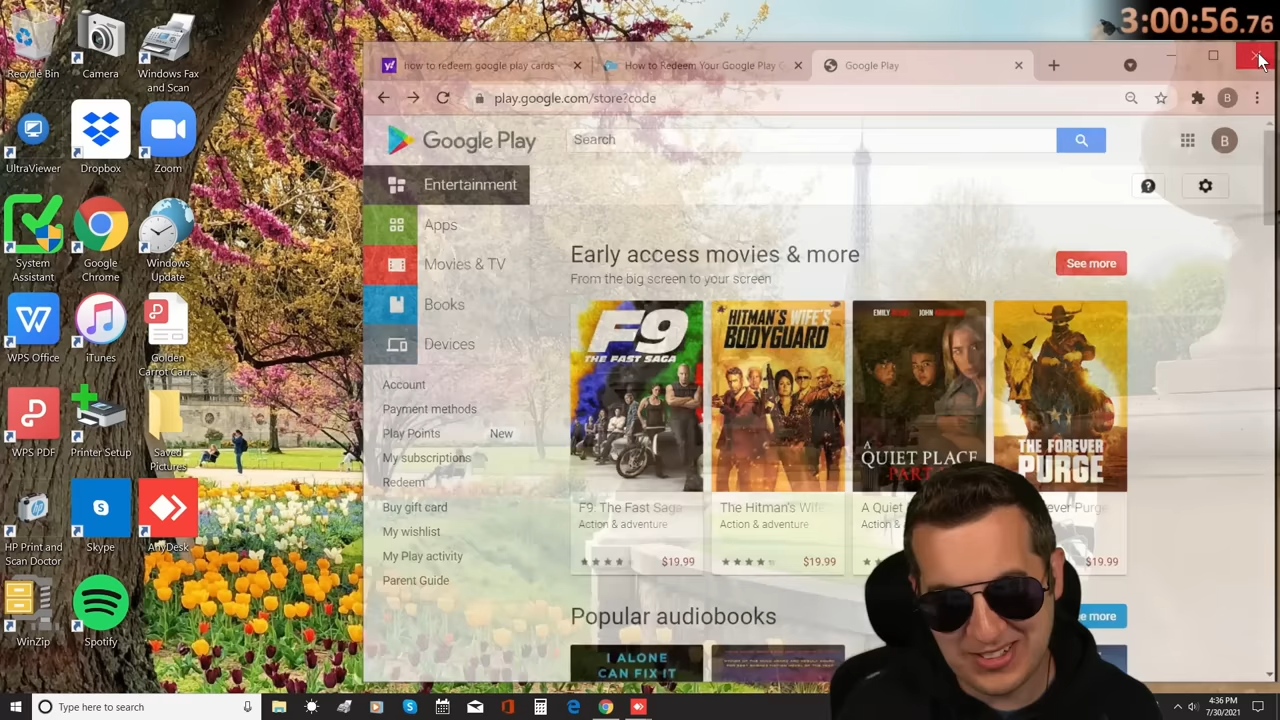 3:00:56.76
Recycle Bin
Camera
Windows Fax
and Scan
UltraViewer
Dropbox
Zoom
System
Assistant
Google
Chrome
Windows
Update
WPS Office
iTunes
Golden
Carrot Carr...
WPS PDF
Printer Setup
Saved
Pictures
HP Print and
Scan Doctor
Skype
AnyDesk
WinZip
Spotify
how to redeem google play cards
How to Redeem Your Google Play G
Google Play
play.google.com/store?code
B
Google Play
Search
B
Entertainment
Apps
Movies & TV
Books
Devices
Account
Payment methods
Play Points New
My subscriptions
Redeem
Buy gift card
My wishlist
My Play activity
Parent Guide
Early access movies & more
From the big screen to your screen
See more
F9
THE FAST SAGA
HITMAN'S WIFE'S
BODYGUARD
EMILY
JOHN
A
QUIET PLACE
PART
THE FOREVER
PURGE
F9: The Fast Saga
Action & adventure
$19.99
The Hitman's Wife'
Action & adventure
$19.99
A Quiet
Action &
ever Purge
$19.99
Popular audiobooks
e more
I ALONE
CAN FIX IT
Type here to search
4:36 PM
7/30/2021